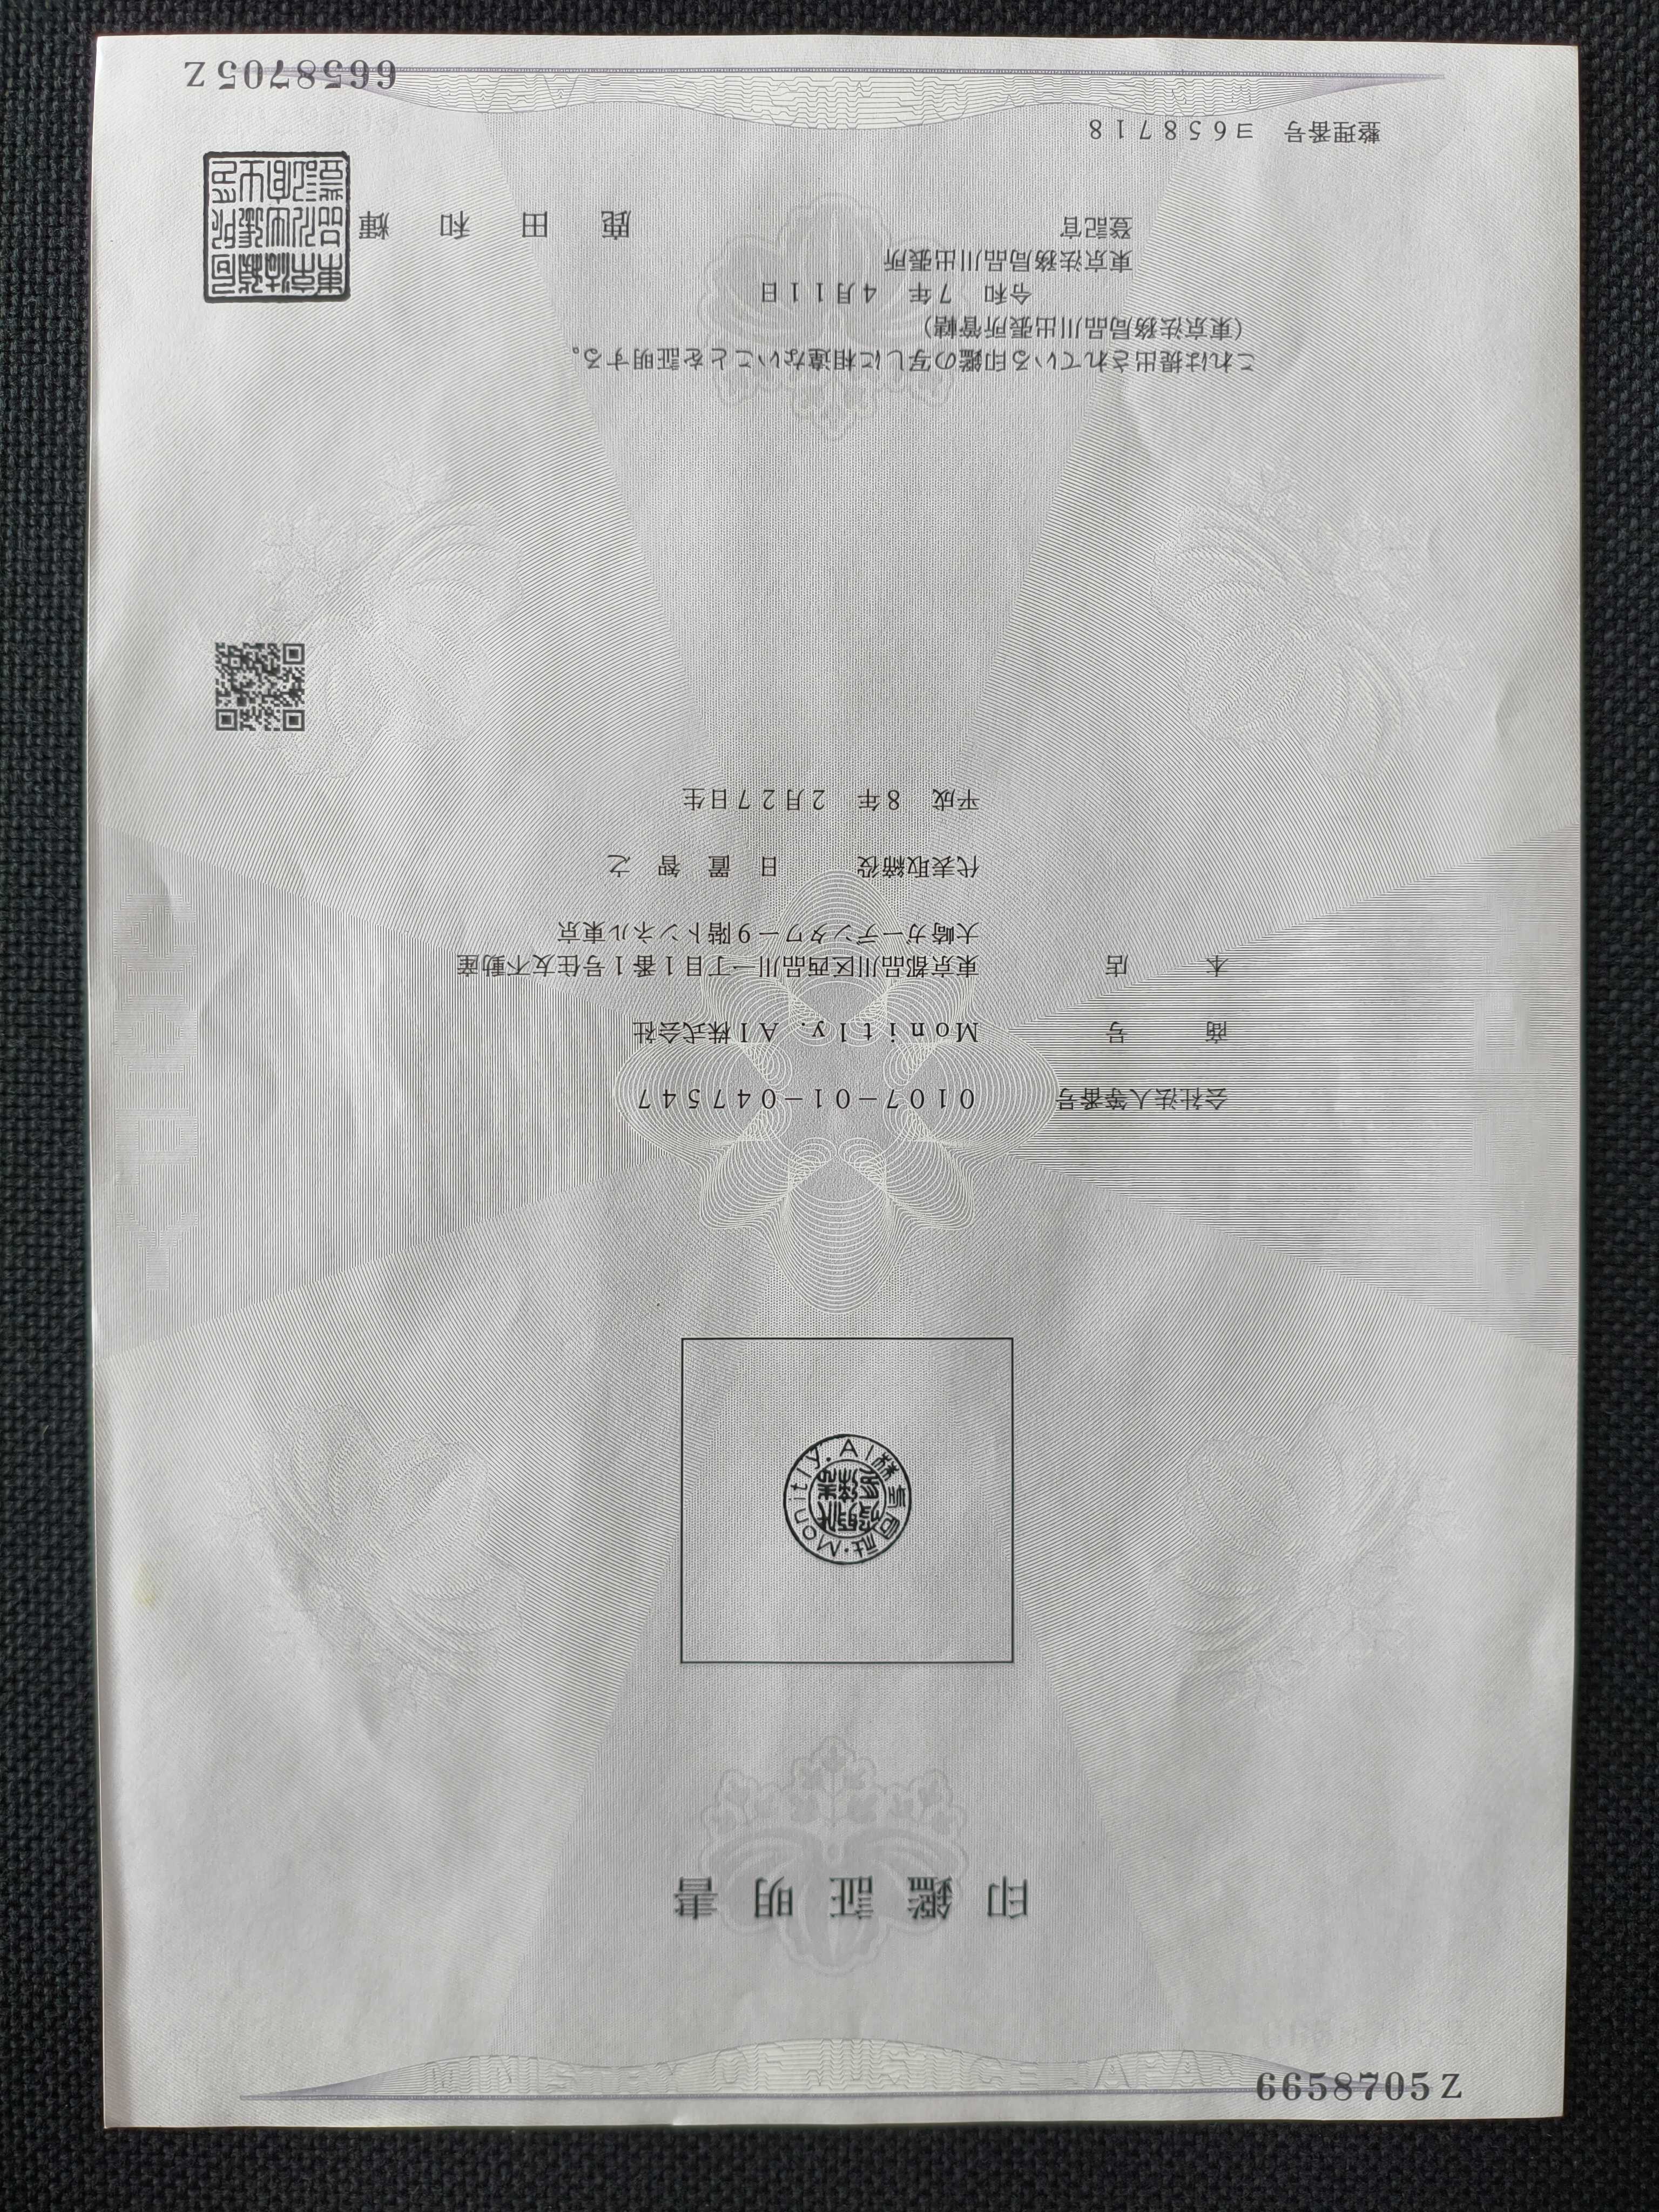 6658705Z
印鑑証明書
Monitly.AI株式会社
会社法人等番号 0107-01-047547
商号 Monitly. AI株式会社
本店 東京都品川区西品川一丁目1番1号住友不動産
大崎ガーデンタワー9階トンネル東京
代表取締役 日置智之
平成 8年 2月27日生
これは提出されている印鑑の写しに相違ないことを証明する。
(東京法務局品川出張所管轄)
令和 7年 4月11日
東京法務局品川出張所
登記官 鹿田和輝
整理番号 ヨ658718
6658705Z
MINISTRY OF JUSTICE JAPAN